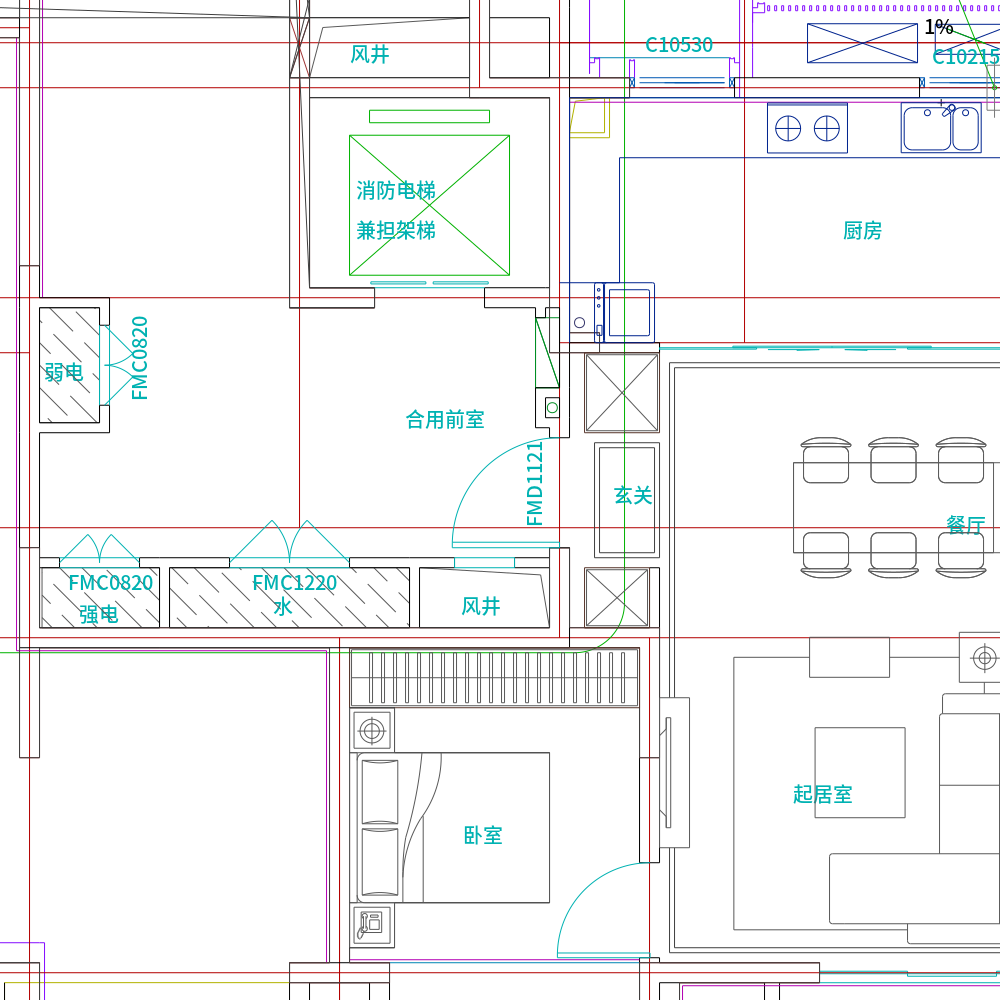 1%
C10530
风井
C10215
消防电梯
兼担架梯
厨房
FMC0820
弱电
合用前室
FMD1121
玄关
餐厅
FMC0820
FMC1220
强电
水
风井
起居室
卧室